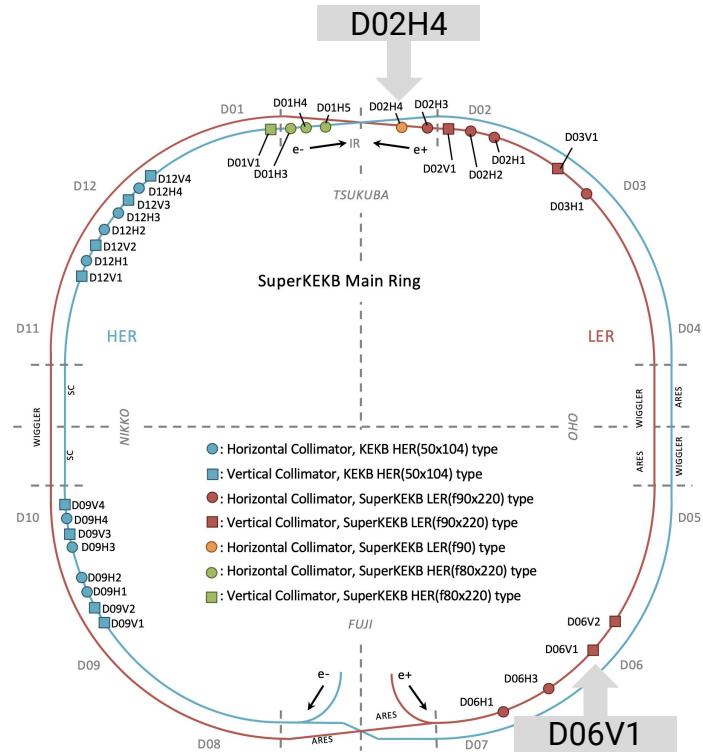 D02H4
D01
D01H4
D01H5
D02H4
D02H3
D02
D01V1
D01H3
e-
IR
e+
D02V1
D02H2
D02H1
D03V1
D03H1
D03
TSUKUBA
D12
D12V4
D12H4
D12V3
D12H3
D12H2
D12V2
D12H1
D12V1
SuperKEKB Main Ring
D11
HER
LER
D04
WIGGLER
SC
SC
NIKKO
OHO
WIGGLER
ARES
ARES
WIGGLER
: Horizontal Collimator, KEKB HER(50x104) type
: Vertical Collimator, KEKB HER(50x104) type
: Horizontal Collimator, SuperKEKB LER(f90x220) type
: Vertical Collimator, SuperKEKB LER(f90x220) type
: Horizontal Collimator, SuperKEKB LER(f90) type
: Horizontal Collimator, SuperKEKB HER(f80x220) type
: Vertical Collimator, SuperKEKB HER(f80x220) type
D10
D09V4
D09H4
D09V3
D09H3
D09H2
D09H1
D09V2
D09V1
D05
FUJI
D06V2
D06V1
D06
D09
e-
e+
D06H3
D06H1
ARES
ARES
D08
D07
D06V1